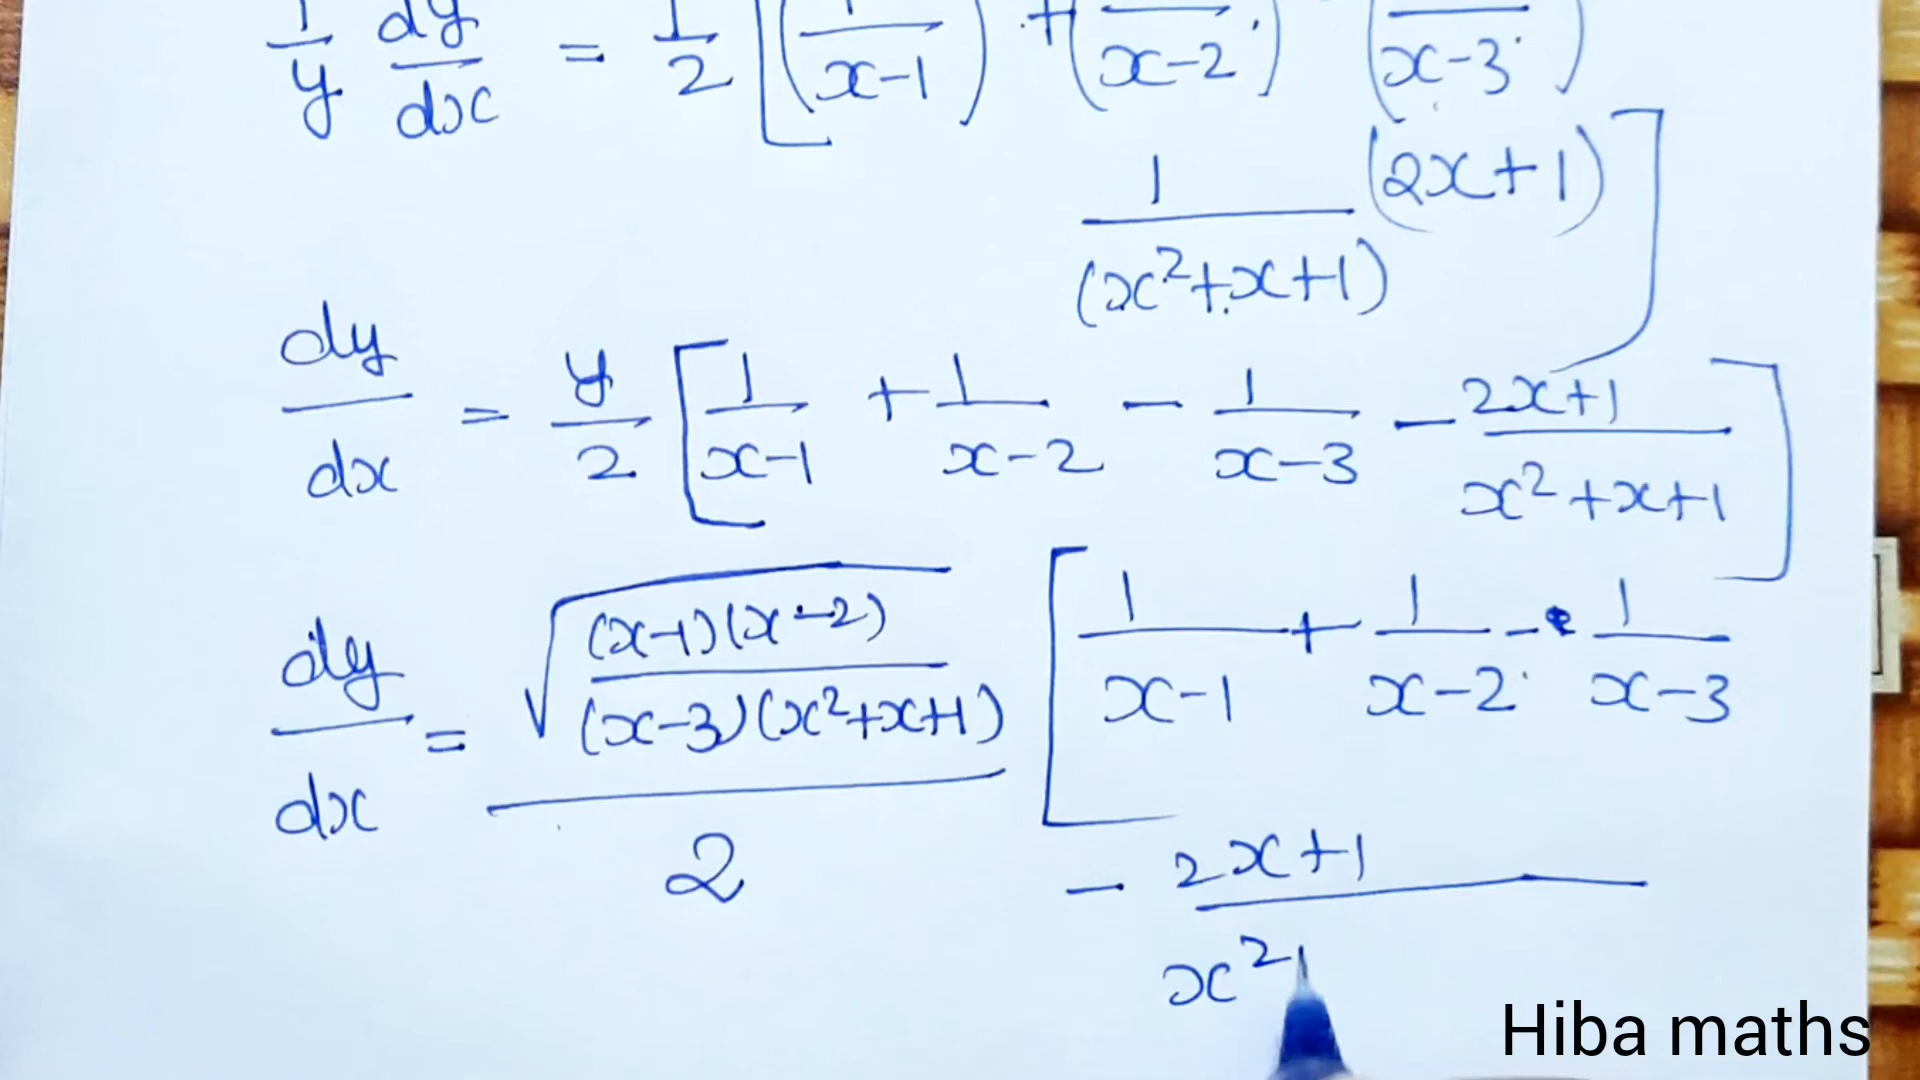 1/y dy/dx = 1/2 [(1/x-1) + (/x-2) (/x-3)
1/(x²+x+1) (2x+1)]
dy/dx = y/2 [1/x-1 + 1/x-2 - 1/x-3 - 2x+1/x²+x+1]
dy/dx = √(x-1)(x-2)/(x-3)(x²+x+1) / 2 [1/x-1 + 1/x-2 - 1/x-3
- 2x+1/x²
Hiba maths